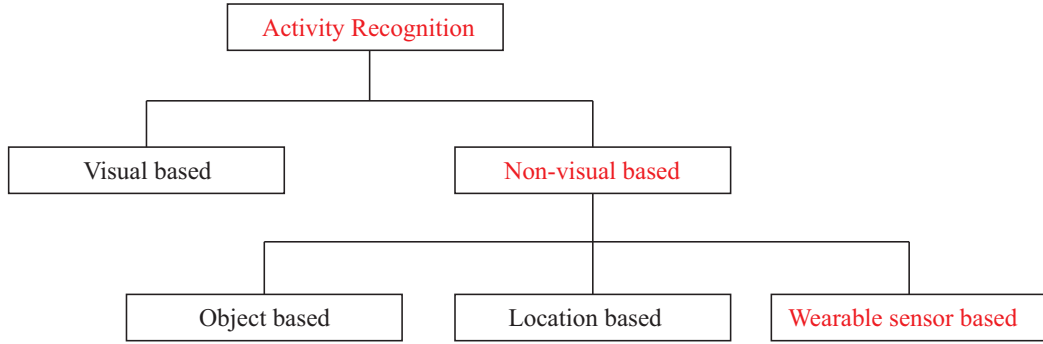 Activity Recognition
Visual based
Non-visual based
Object based
Location based
Wearable sensor based